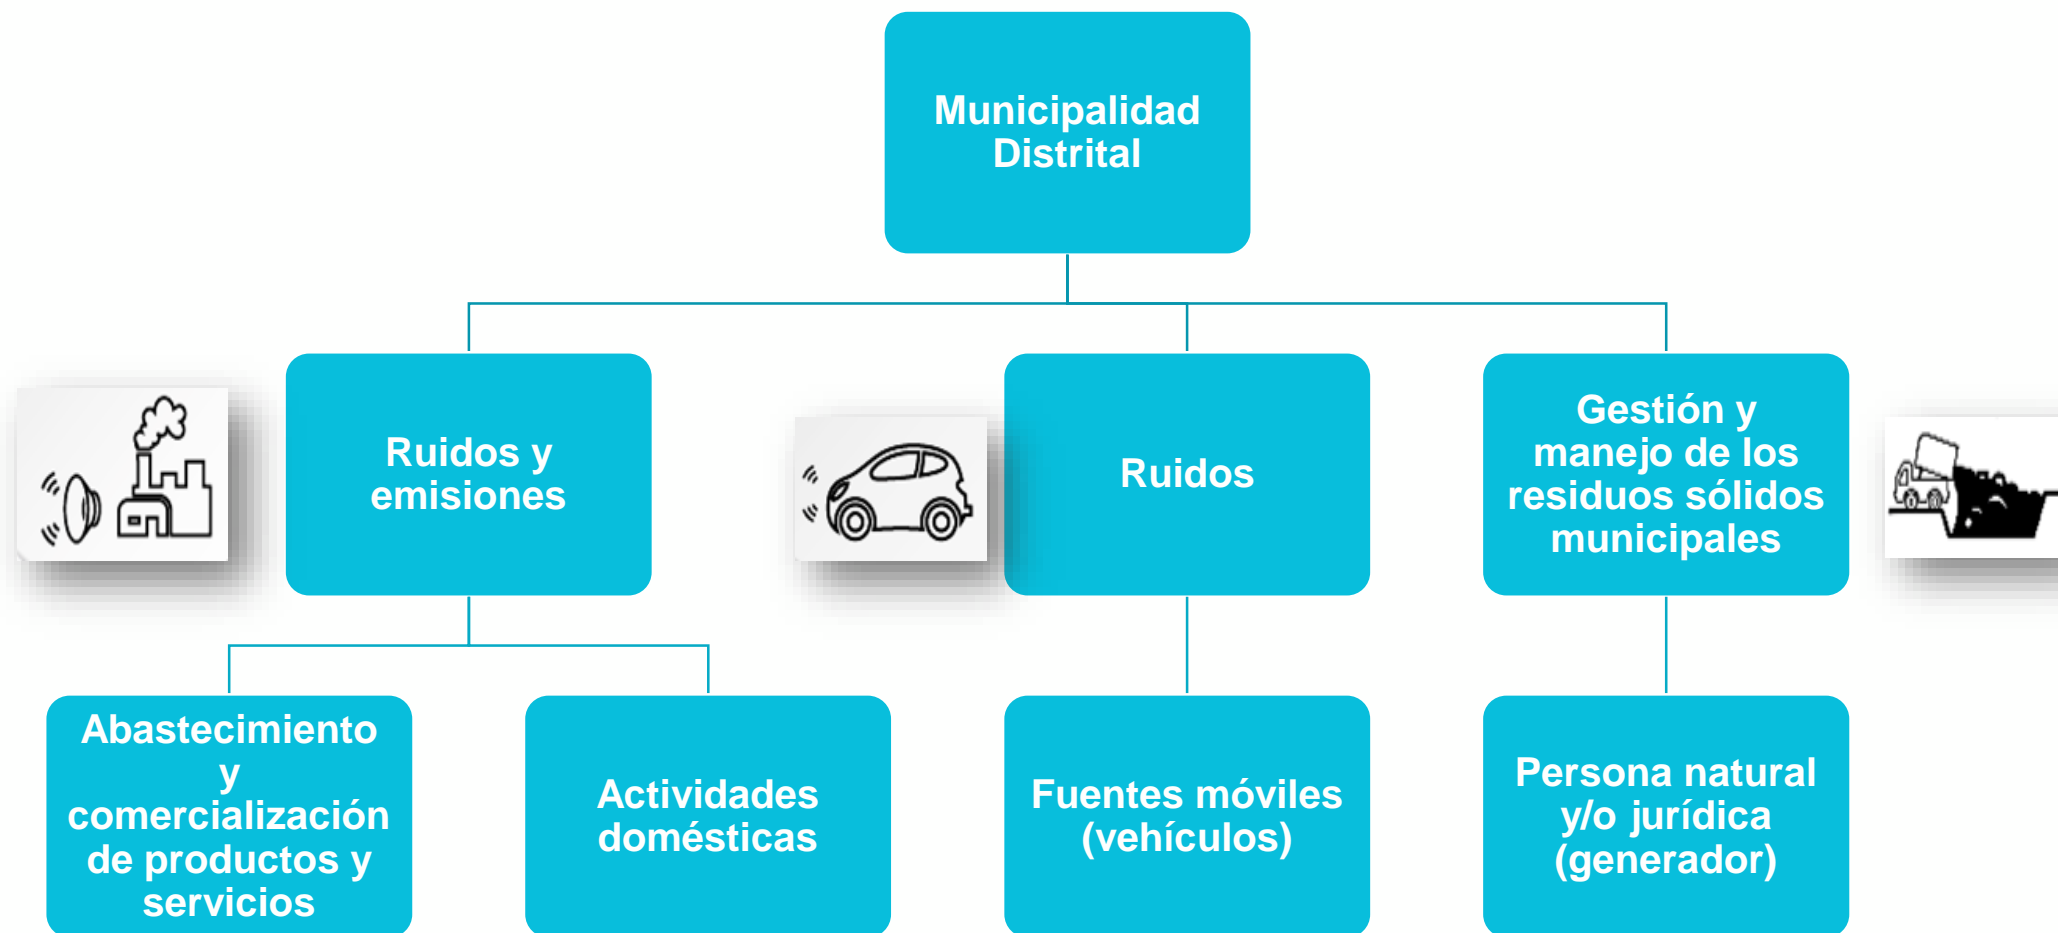 Municipalidad
Distrital
Ruidos y
emisiones
Ruidos
Gestión y
manejo de los
residuos sólidos
municipales
Abastecimiento
y
comercialización
de productos y
servicios
Actividades
domésticas
Fuentes móviles
(vehículos)
Persona natural
y/o jurídica
(generador)